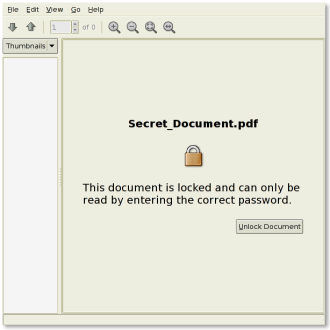 File Edit View Go Help
1 of 0
Thumbnails
Secret_Document.pdf
This document is locked and can only be
read by entering the correct password.
Unlock Document